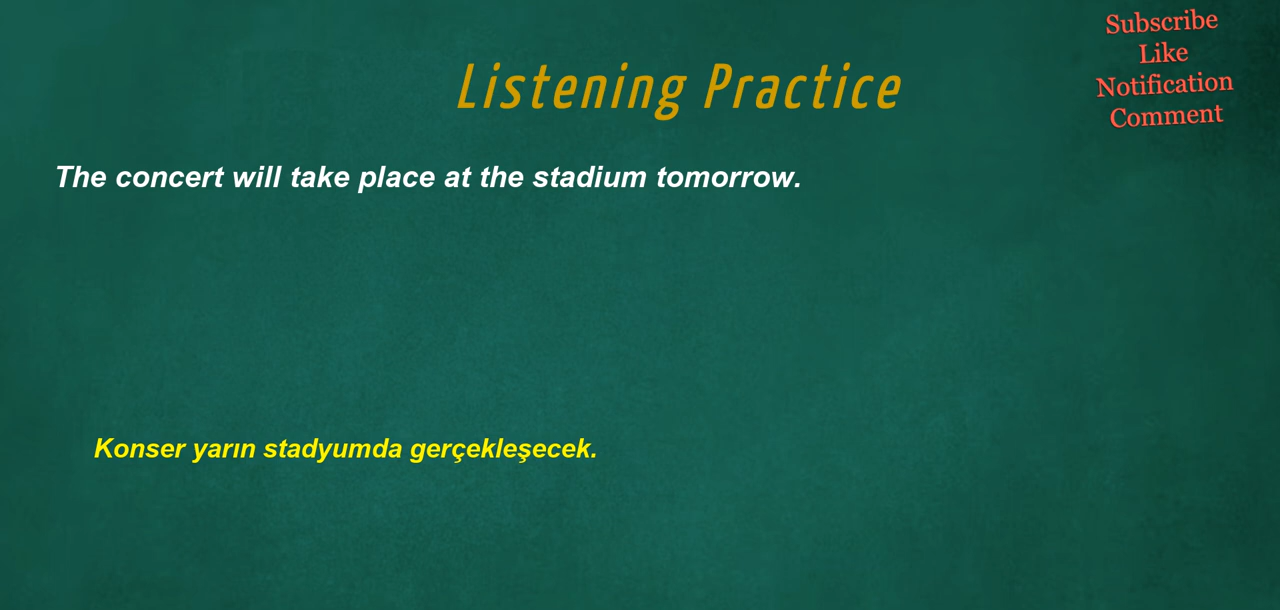 Subscribe
Like
Notification
Comment
Listening Practice
The concert will take place at the stadium tomorrow.
Konser yarın stadyumda gerçekleşecek.